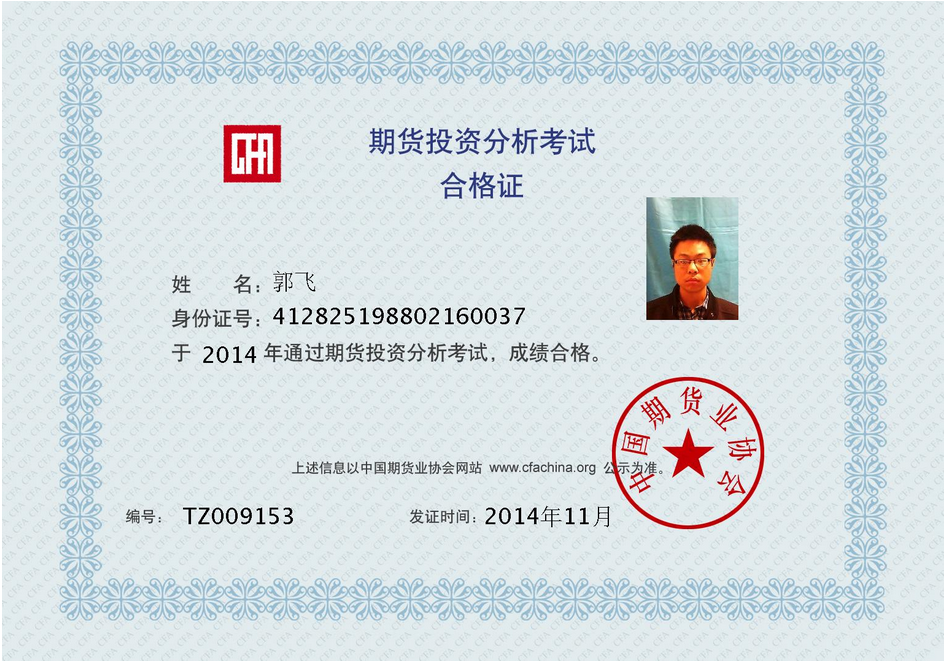 CFA
期货投资分析考试
合格证
姓 名：郭飞
身份证号：412825198802160037
于 2014 年通过期货投资分析考试，成绩合格。
中国期货业协会
上述信息以中国期货业协会网站 www.cfachina.org 公示为准。
编号： TZ009153 发证时间：2014年11月